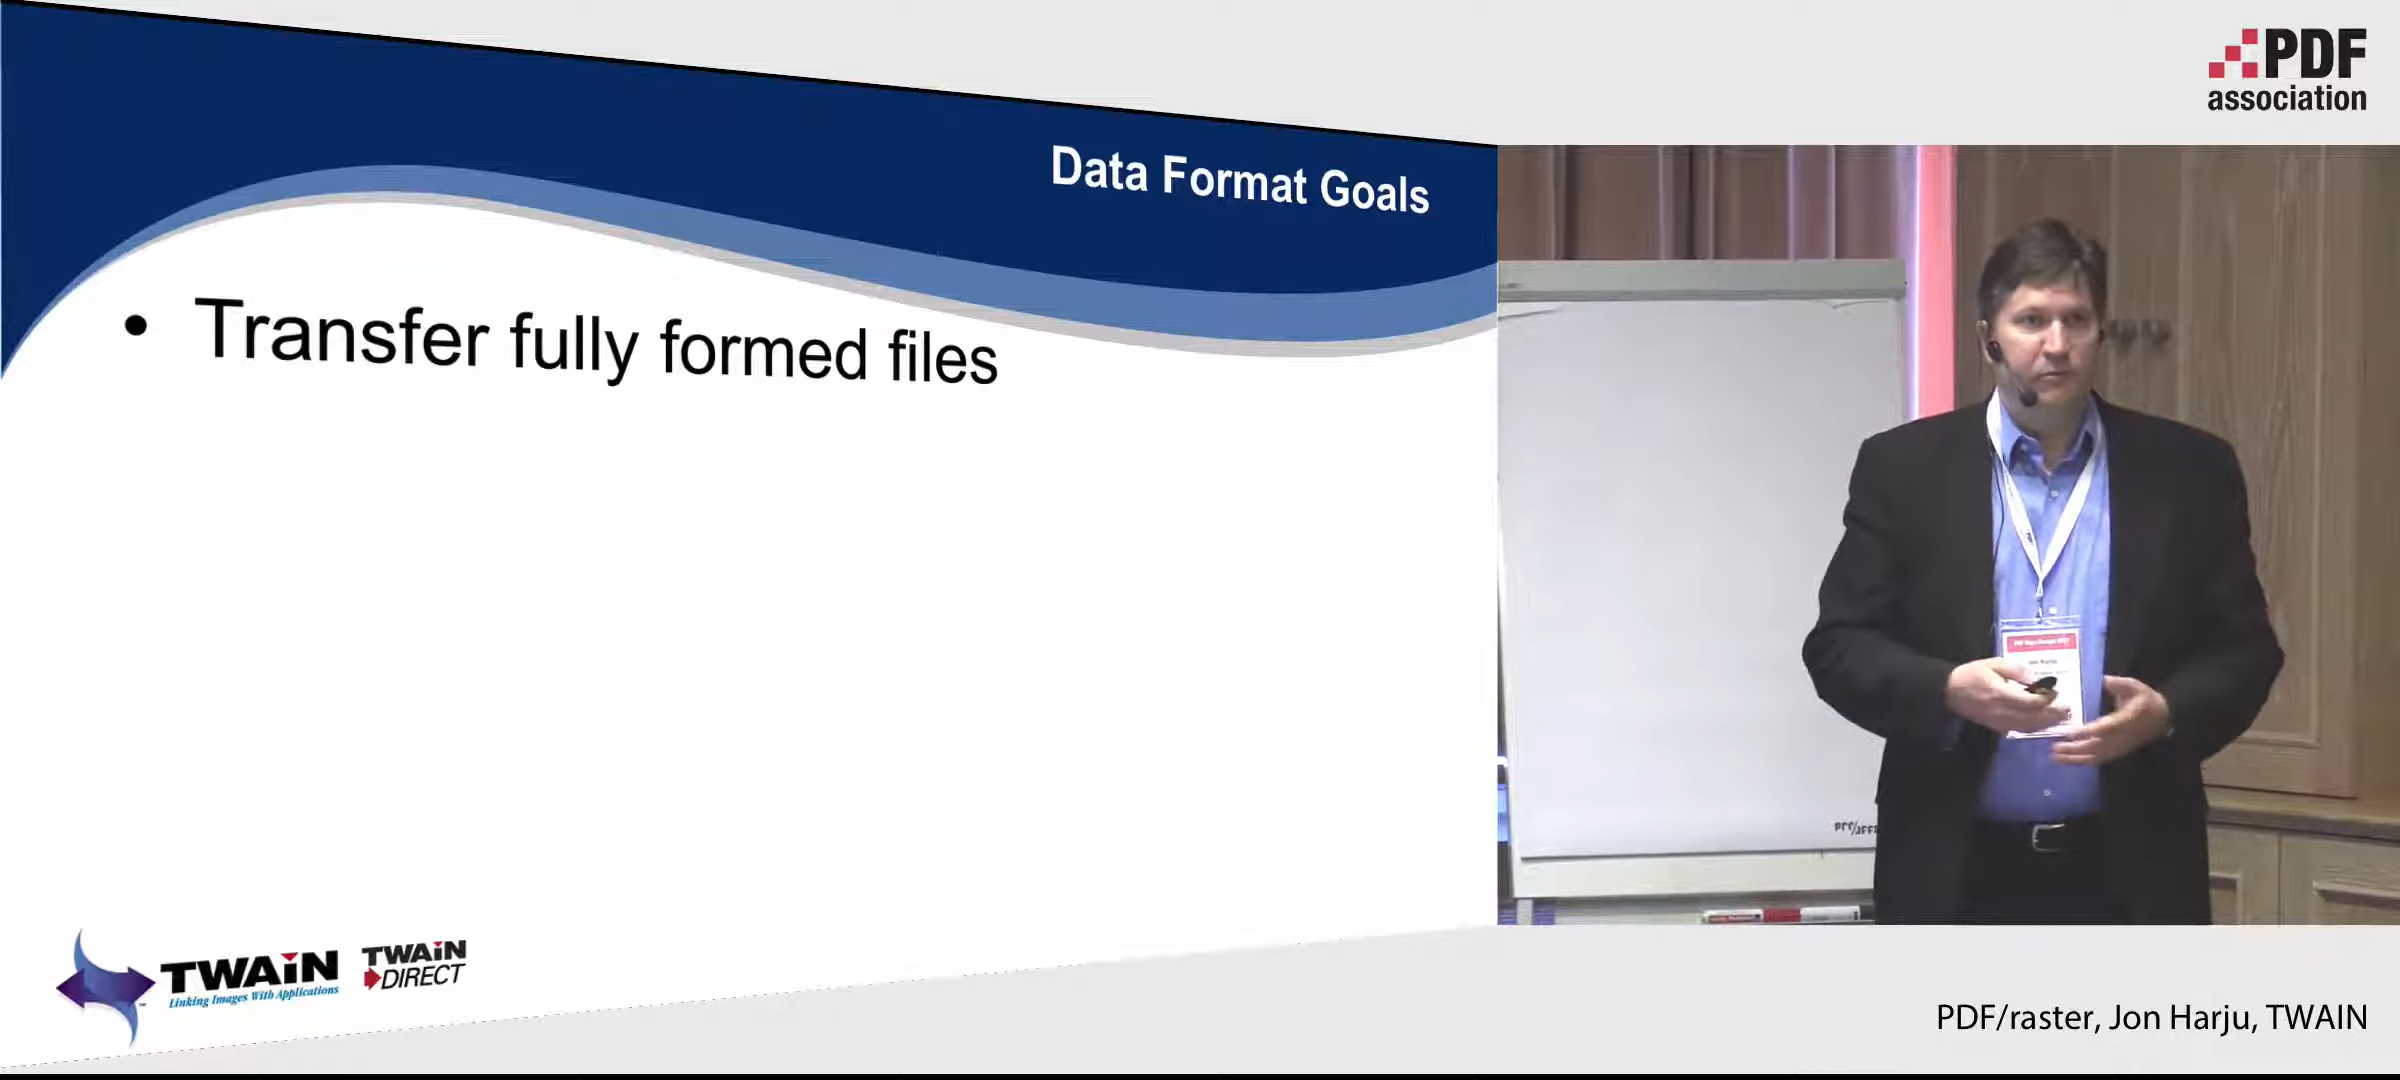 PDF
association
Data Format Goals
• Transfer fully formed files
TWAIN
Linking Images With Applications
TWAIN
DIRECT
PDF/raster, Jon Harju, TWAIN